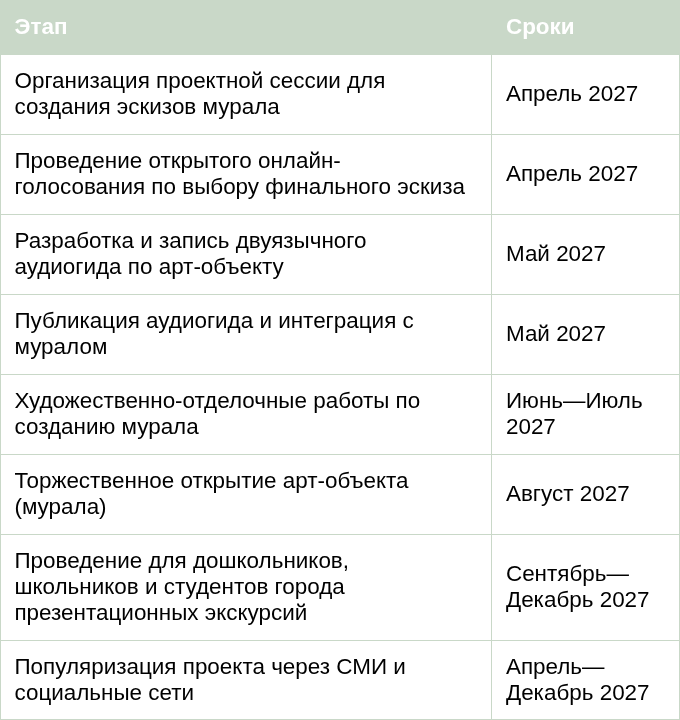 Этап Сроки
Организация проектной сессии для
создания эскизов мурала
Апрель 2027
Проведение открытого онлайн-
голосования по выбору финального эскиза
Апрель 2027
Разработка и запись двуязычного
аудиогида по арт-объекту
Май 2027
Публикация аудиогида и интеграция с
муралом
Май 2027
Художественно-отделочные работы по
созданию мурала
Июнь—Июль
2027
Торжественное открытие арт-объекта
(мурала)
Август 2027
Проведение для дошкольников,
школьников и студентов города
презентационных экскурсий
Сентябрь—
Декабрь 2027
Популяризация проекта через СМИ и
социальные сети
Апрель—
Декабрь 2027